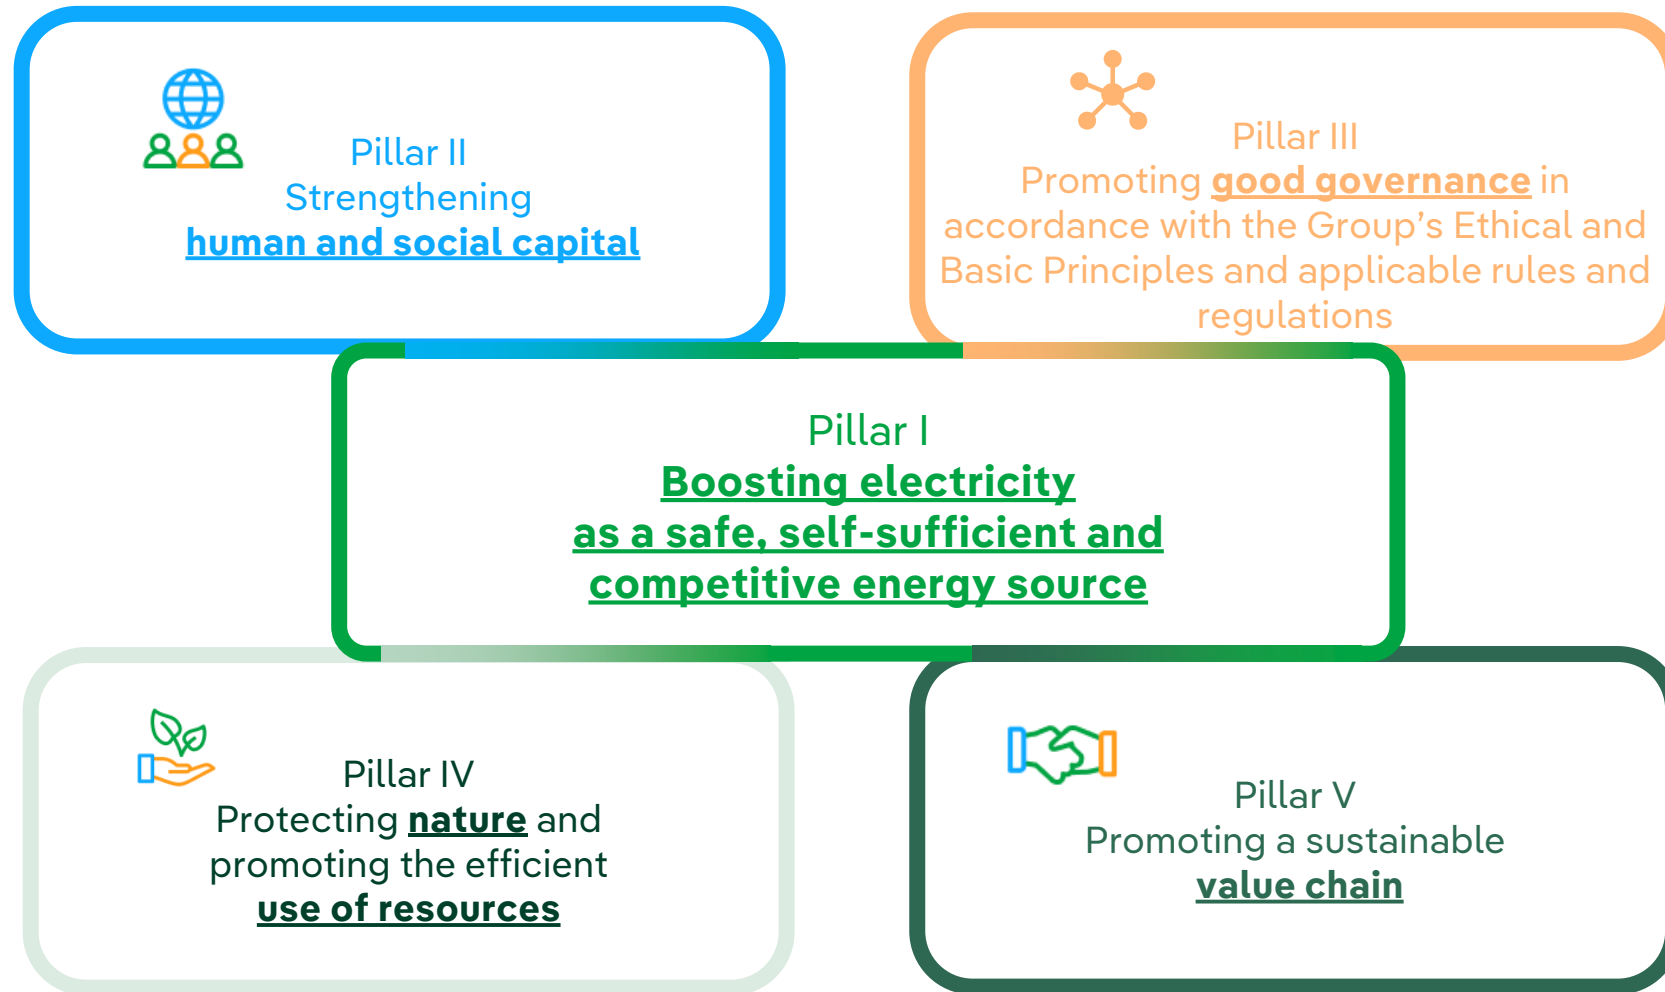 Pillar II
Strengthening
human and social capital
Pillar III
Promoting good governance in
accordance with the Group’s Ethical and
Basic Principles and applicable rules and
regulations
Pillar I
Boosting electricity
as a safe, self-sufficient and
competitive energy source
Pillar IV
Protecting nature and
promoting the efficient
use of resources
Pillar V
Promoting a sustainable
value chain